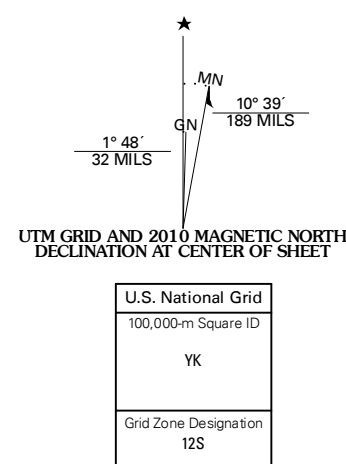 MN
10° 39´
189 MILS
GN
1° 48´
32 MILS
UTM GRID AND 2010 MAGNETIC NORTH
DECLINATION AT CENTER OF SHEET
U.S. National Grid
100,000-m Square ID
YK
Grid Zone Designation
12S